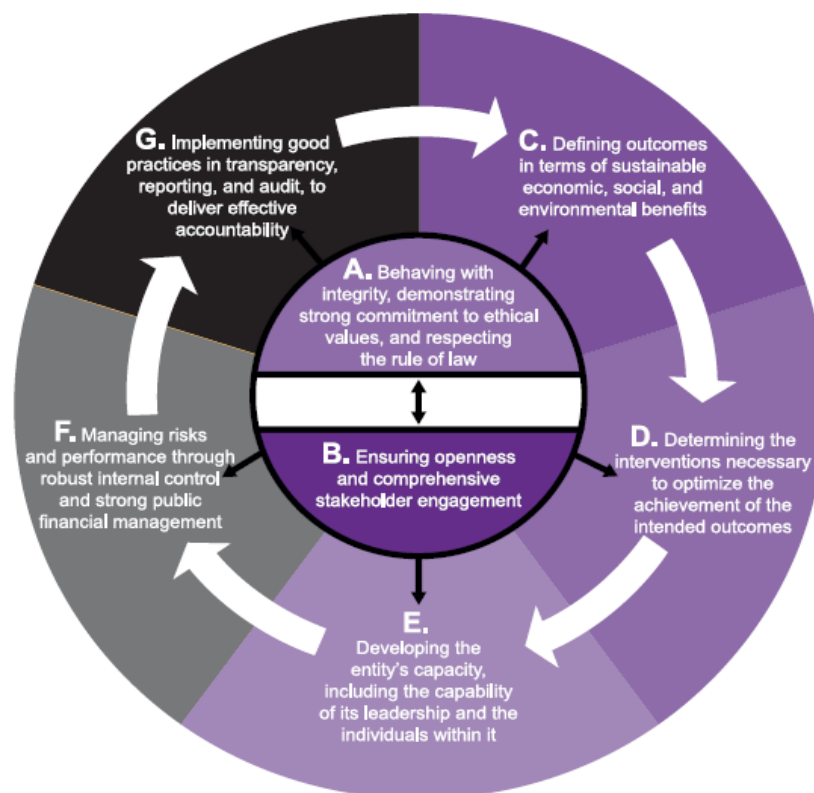 G. Implementing good
practices in transparency,
reporting, and audit, to
deliver effective
accountability
C. Defining outcomes
in terms of sustainable
economic, social, and
environmental benefits
A. Behaving with
integrity, demonstrating
strong commitment to ethical
values, and respecting
the rule of law
F. Managing risks
and performance through
robust internal control
and strong public
financial management
B. Ensuring openness
and comprehensive
stakeholder engagement
D. Determining the
interventions necessary
to optimize the
achievement of the
intended outcomes
E.
Developing the
entity's capacity,
including the capability
of its leadership and the
individuals within it